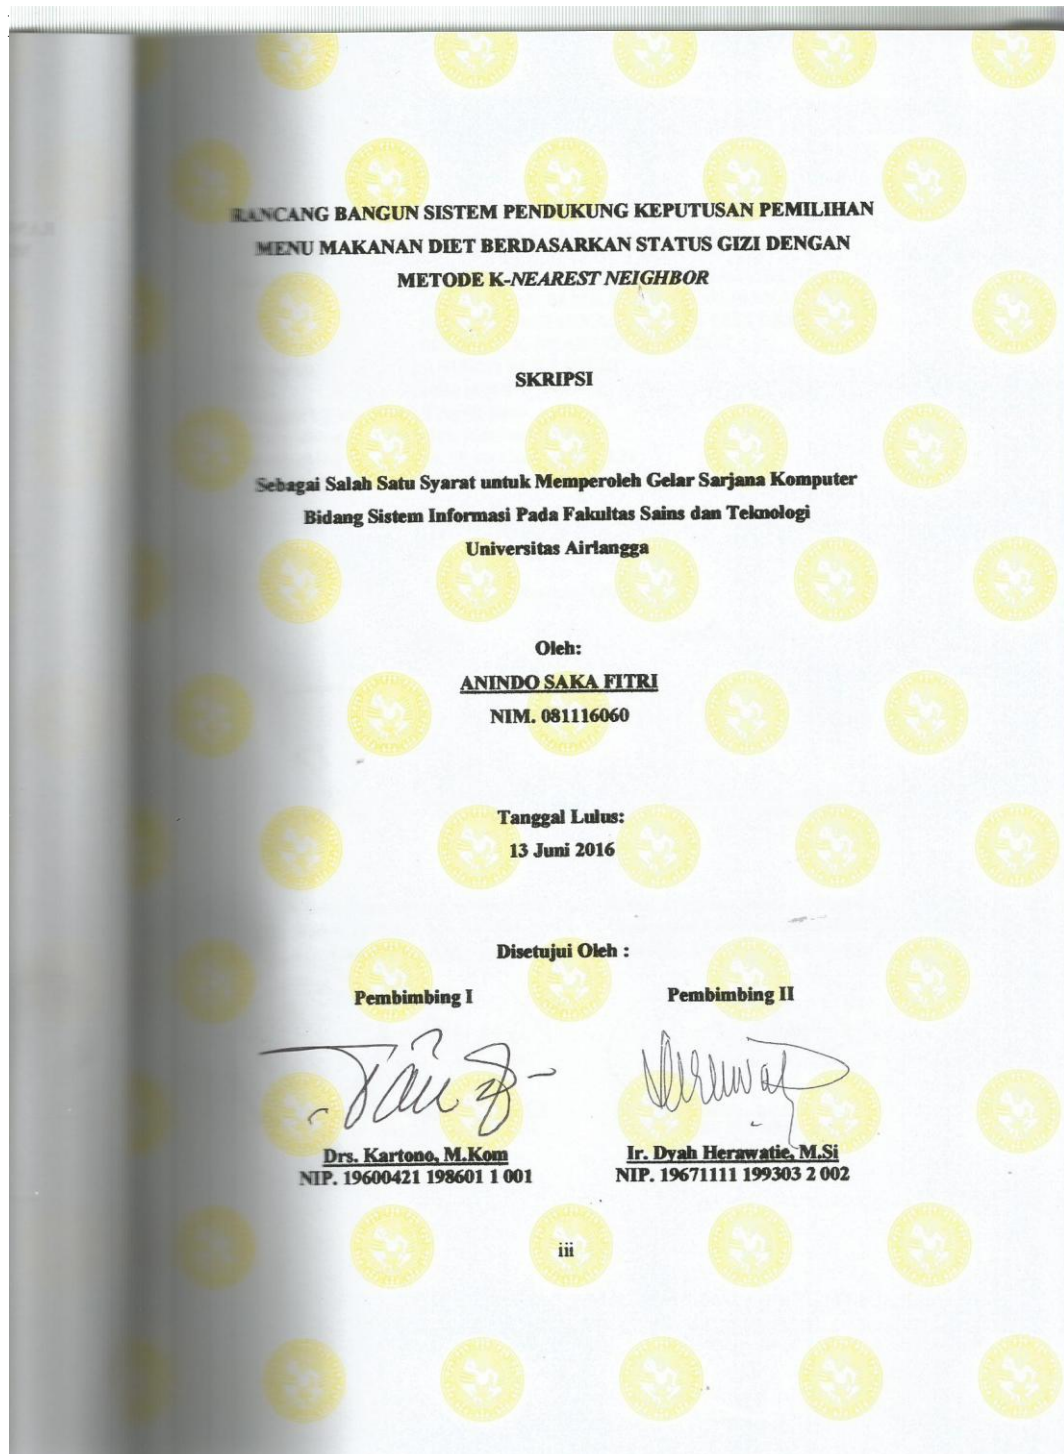 RANCANG BANGUN SISTEM PENDUKUNG KEPUTUSAN PEMILIHAN
MENU MAKANAN DIET BERDASARKAN STATUS GIZI DENGAN
METODE K-NEAREST NEIGHBOR
SKRIPSI
Sebagai Salah Satu Syarat untuk Memperoleh Gelar Sarjana Komputer
Bidang Sistem Informasi Pada Fakultas Sains dan Teknologi
Universitas Airlangga
Oleh:
ANINDO SAKA FITRI
NIM. 081116060
Tanggal Lulus:
13 Juni 2016
Disetujui Oleh :
Pembimbing I Pembimbing II
Drs. Kartono, M.Kom Ir. Dyah Herawatie, M.Si
NIP. 19600421 198601 1 001 NIP. 19671111 199303 2 002
iii